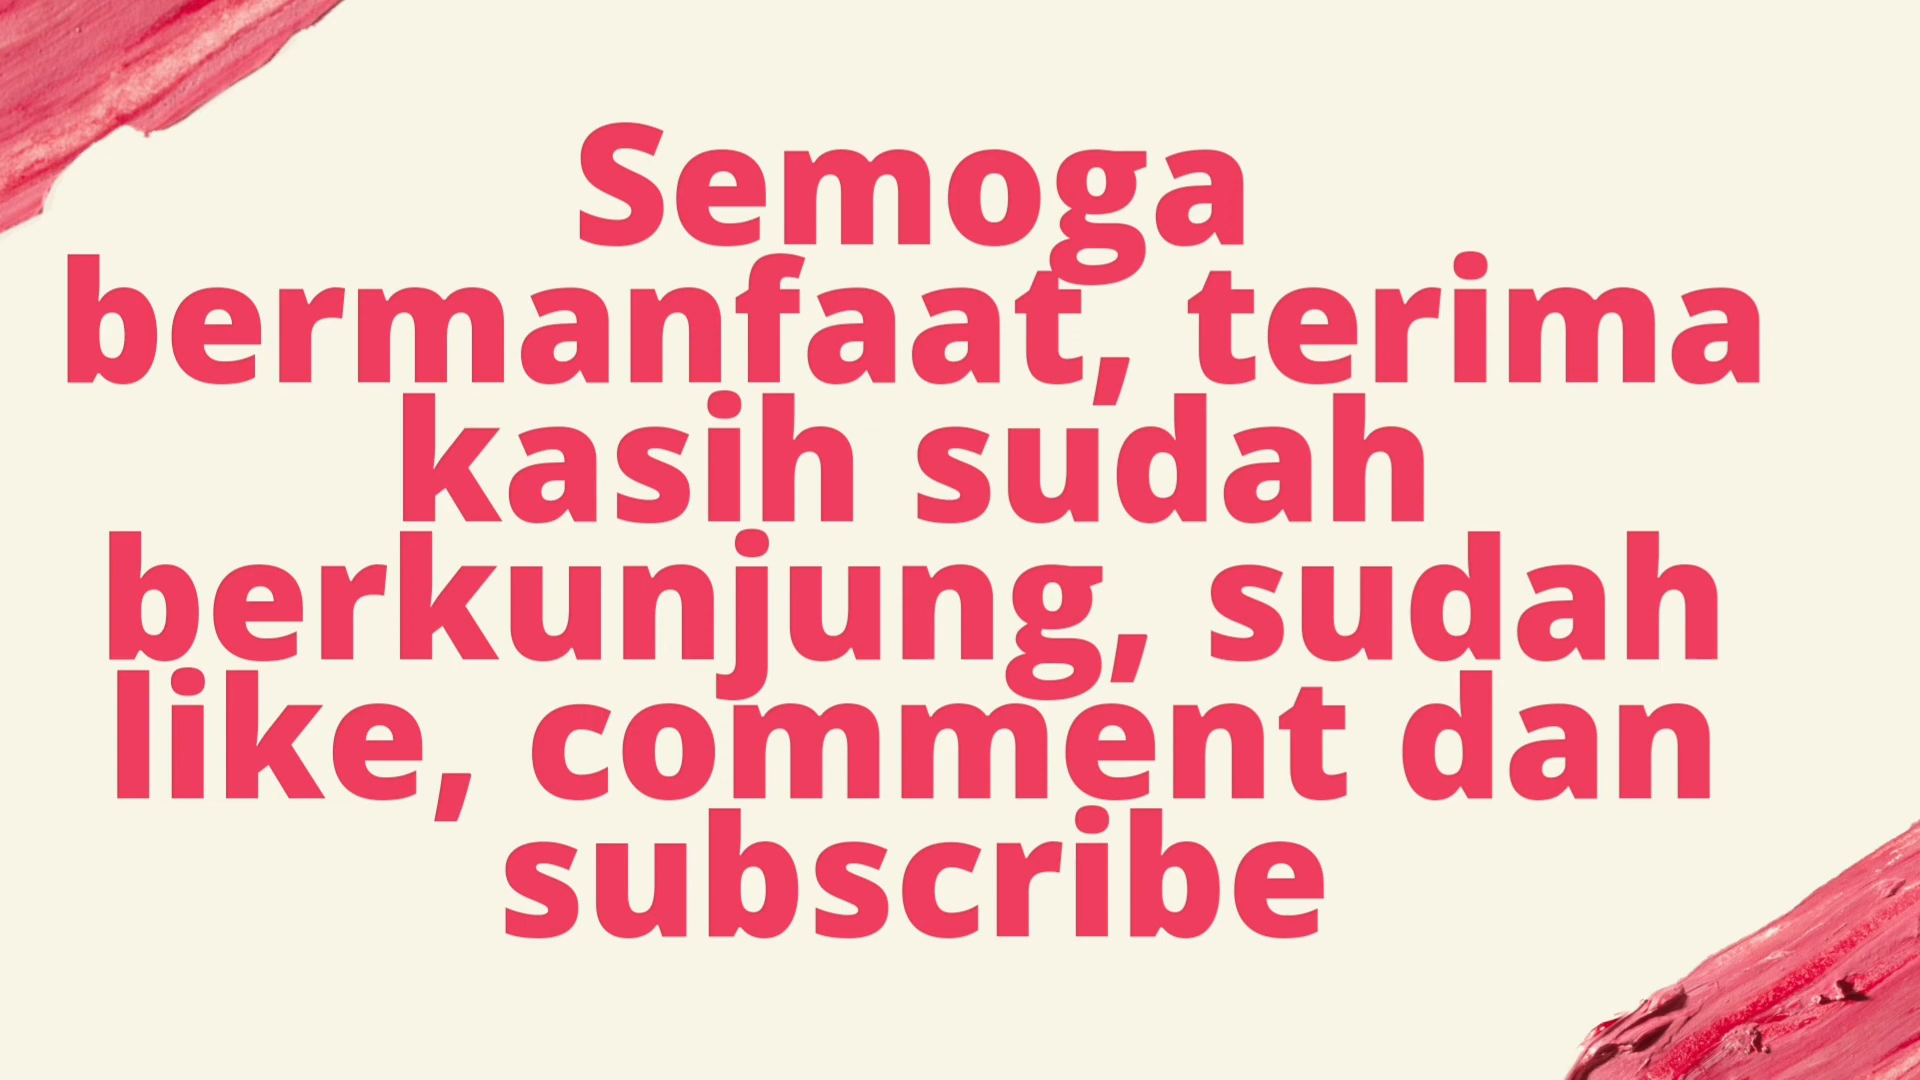 Semoga
bermanfaat, terima
kasih sudah
berkunjung, sudah
like, comment dan
subscribe